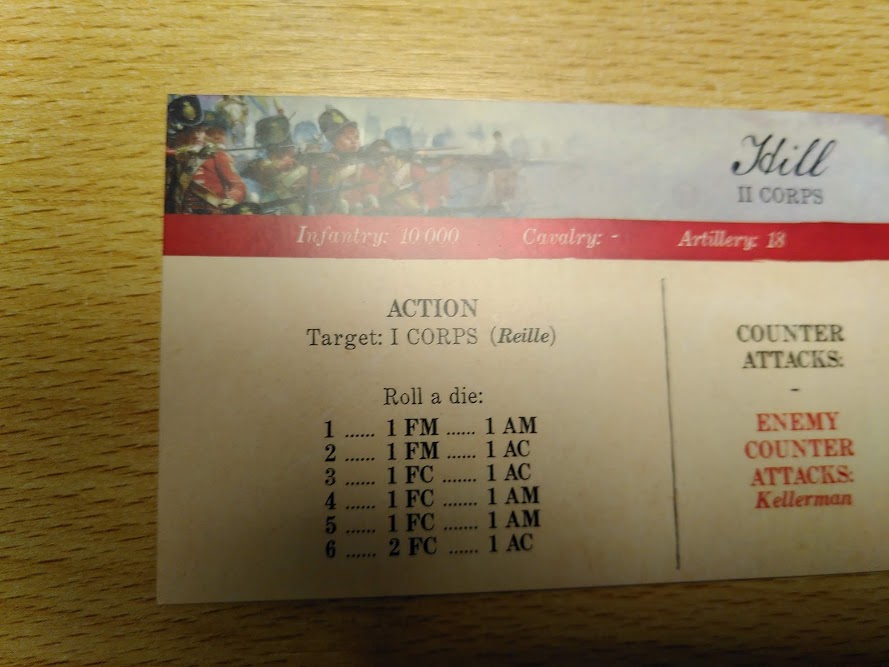 Hill
II CORPS
Infantry: 10 000 Cavalry: - Artillery: 18
ACTION
Target: I CORPS (Reille)
Roll a die:
1 ...... 1 FM ...... 1 AM
2 ...... 1 FM ...... 1 AC
3 ...... 1 FC ....... 1 AC
4 ...... 1 FC ....... 1 AM
5 ...... 1 FC ....... 1 AM
6 ...... 2 FC ...... 1 AC
COUNTER
ATTACKS:
-
ENEMY
COUNTER
ATTACKS:
Kellerman